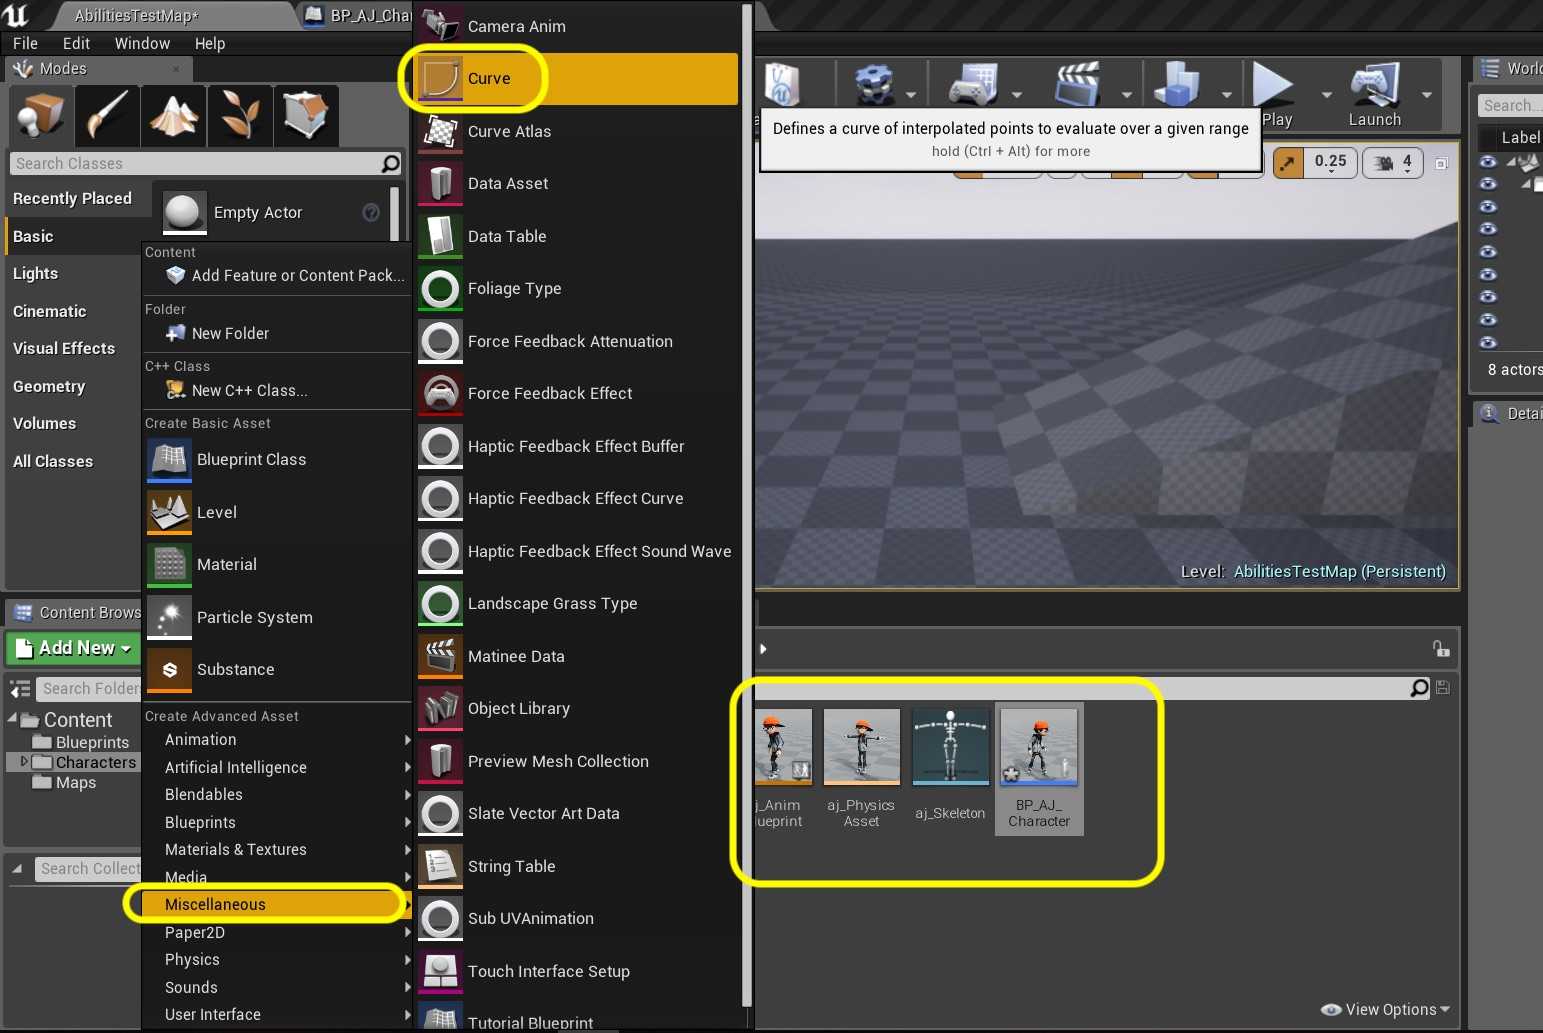 AbilitiesTestMap*
BP_AJ_Cha
File Edit Window Help
Modes
Search Classes
Recently Placed
Basic
Lights
Cinematic
Visual Effects
Geometry
Volumes
All Classes
Empty Actor
Content
Add Feature or Content Pack...
Folder
New Folder
C++ Class
New C++ Class...
Create Basic Asset
Blueprint Class
Level
Material
Particle System
Substance
Create Advanced Asset
Animation
Artificial Intelligence
Blendables
Blueprints
Materials & Textures
Media
Miscellaneous
Paper2D
Physics
Sounds
User Interface
Camera Anim
Curve
Curve Atlas
Data Asset
Data Table
Foliage Type
Force Feedback Attenuation
Force Feedback Effect
Haptic Feedback Effect Buffer
Haptic Feedback Effect Curve
Haptic Feedback Effect Sound Wave
Landscape Grass Type
Matinee Data
Object Library
Preview Mesh Collection
Slate Vector Art Data
String Table
Sub UVAnimation
Touch Interface Setup
Tutorial Blueprint
Play
Launch
Defines a curve of interpolated points to evaluate over a given range
hold (Ctrl + Alt) for more
0.25
4
Level: AbilitiesTestMap (Persistent)
Worl
Search...
Label
8 actors
Detai
Content Brows
Add New
Search Folder
Content
Blueprints
Characters
Maps
Search Collect
j_Anim
ueprint
aj_Physics
Asset
aj_Skeleton
BP_AJ_
Character
View Options